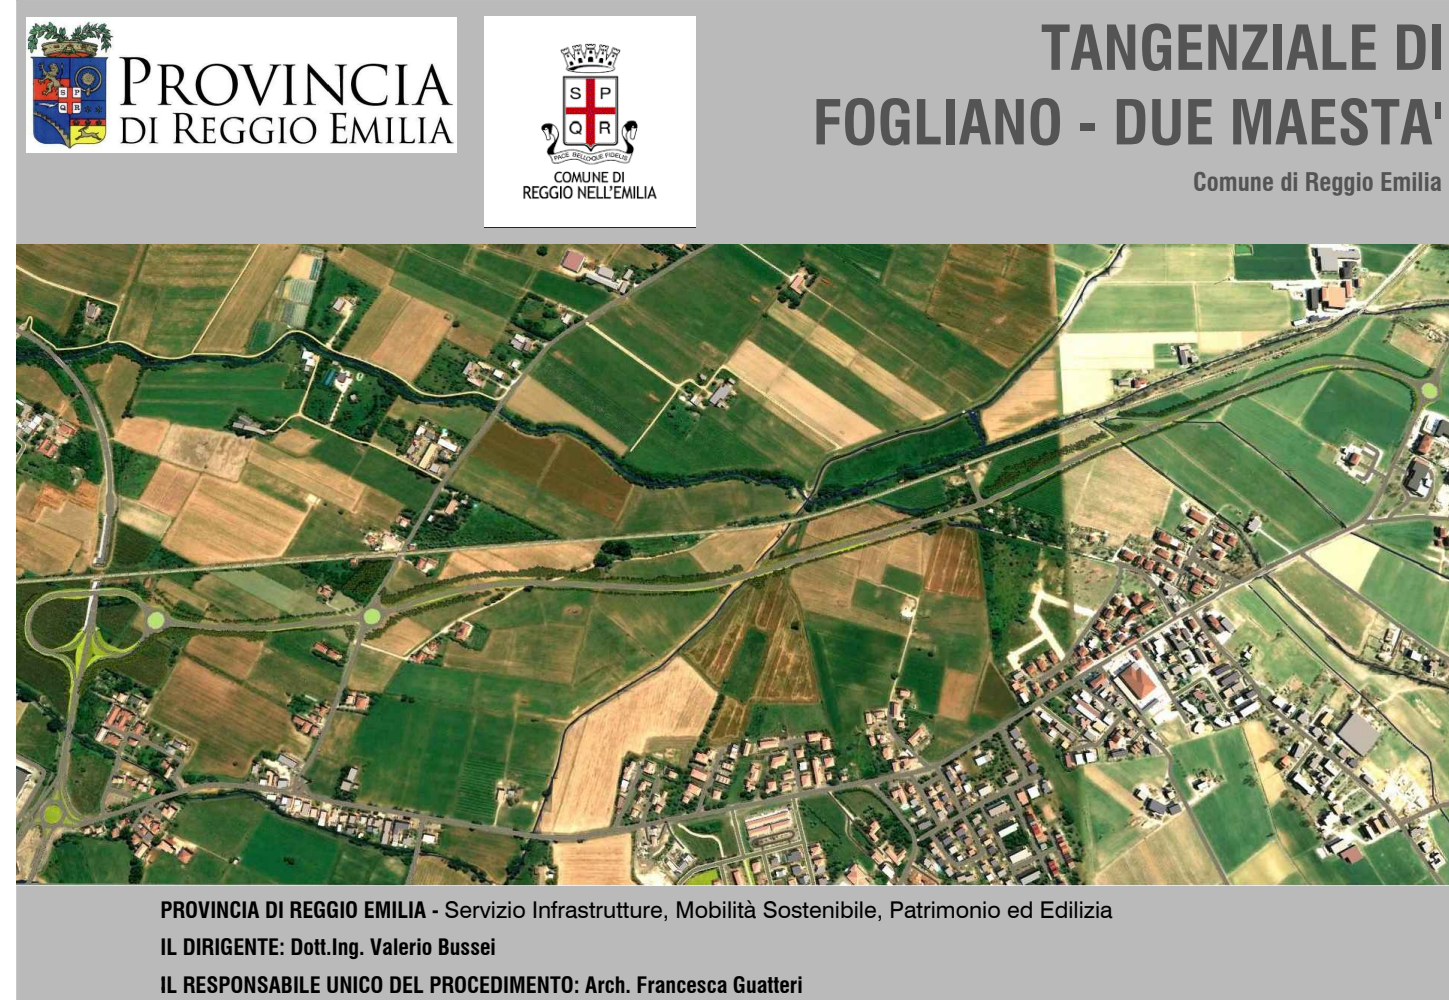 PROVINCIA
DI REGGIO EMILIA
S P
Q R
S P
Q R
PACE BELLOQUE FIDELIS
COMUNE DI
REGGIO NELL'EMILIA
TANGENZIALE DI
FOGLIANO - DUE MAESTA'
Comune di Reggio Emilia
PROVINCIA DI REGGIO EMILIA - Servizio Infrastrutture, Mobilità Sostenibile, Patrimonio ed Edilizia
IL DIRIGENTE: Dott.Ing. Valerio Bussei
IL RESPONSABILE UNICO DEL PROCEDIMENTO: Arch. Francesca Guatteri